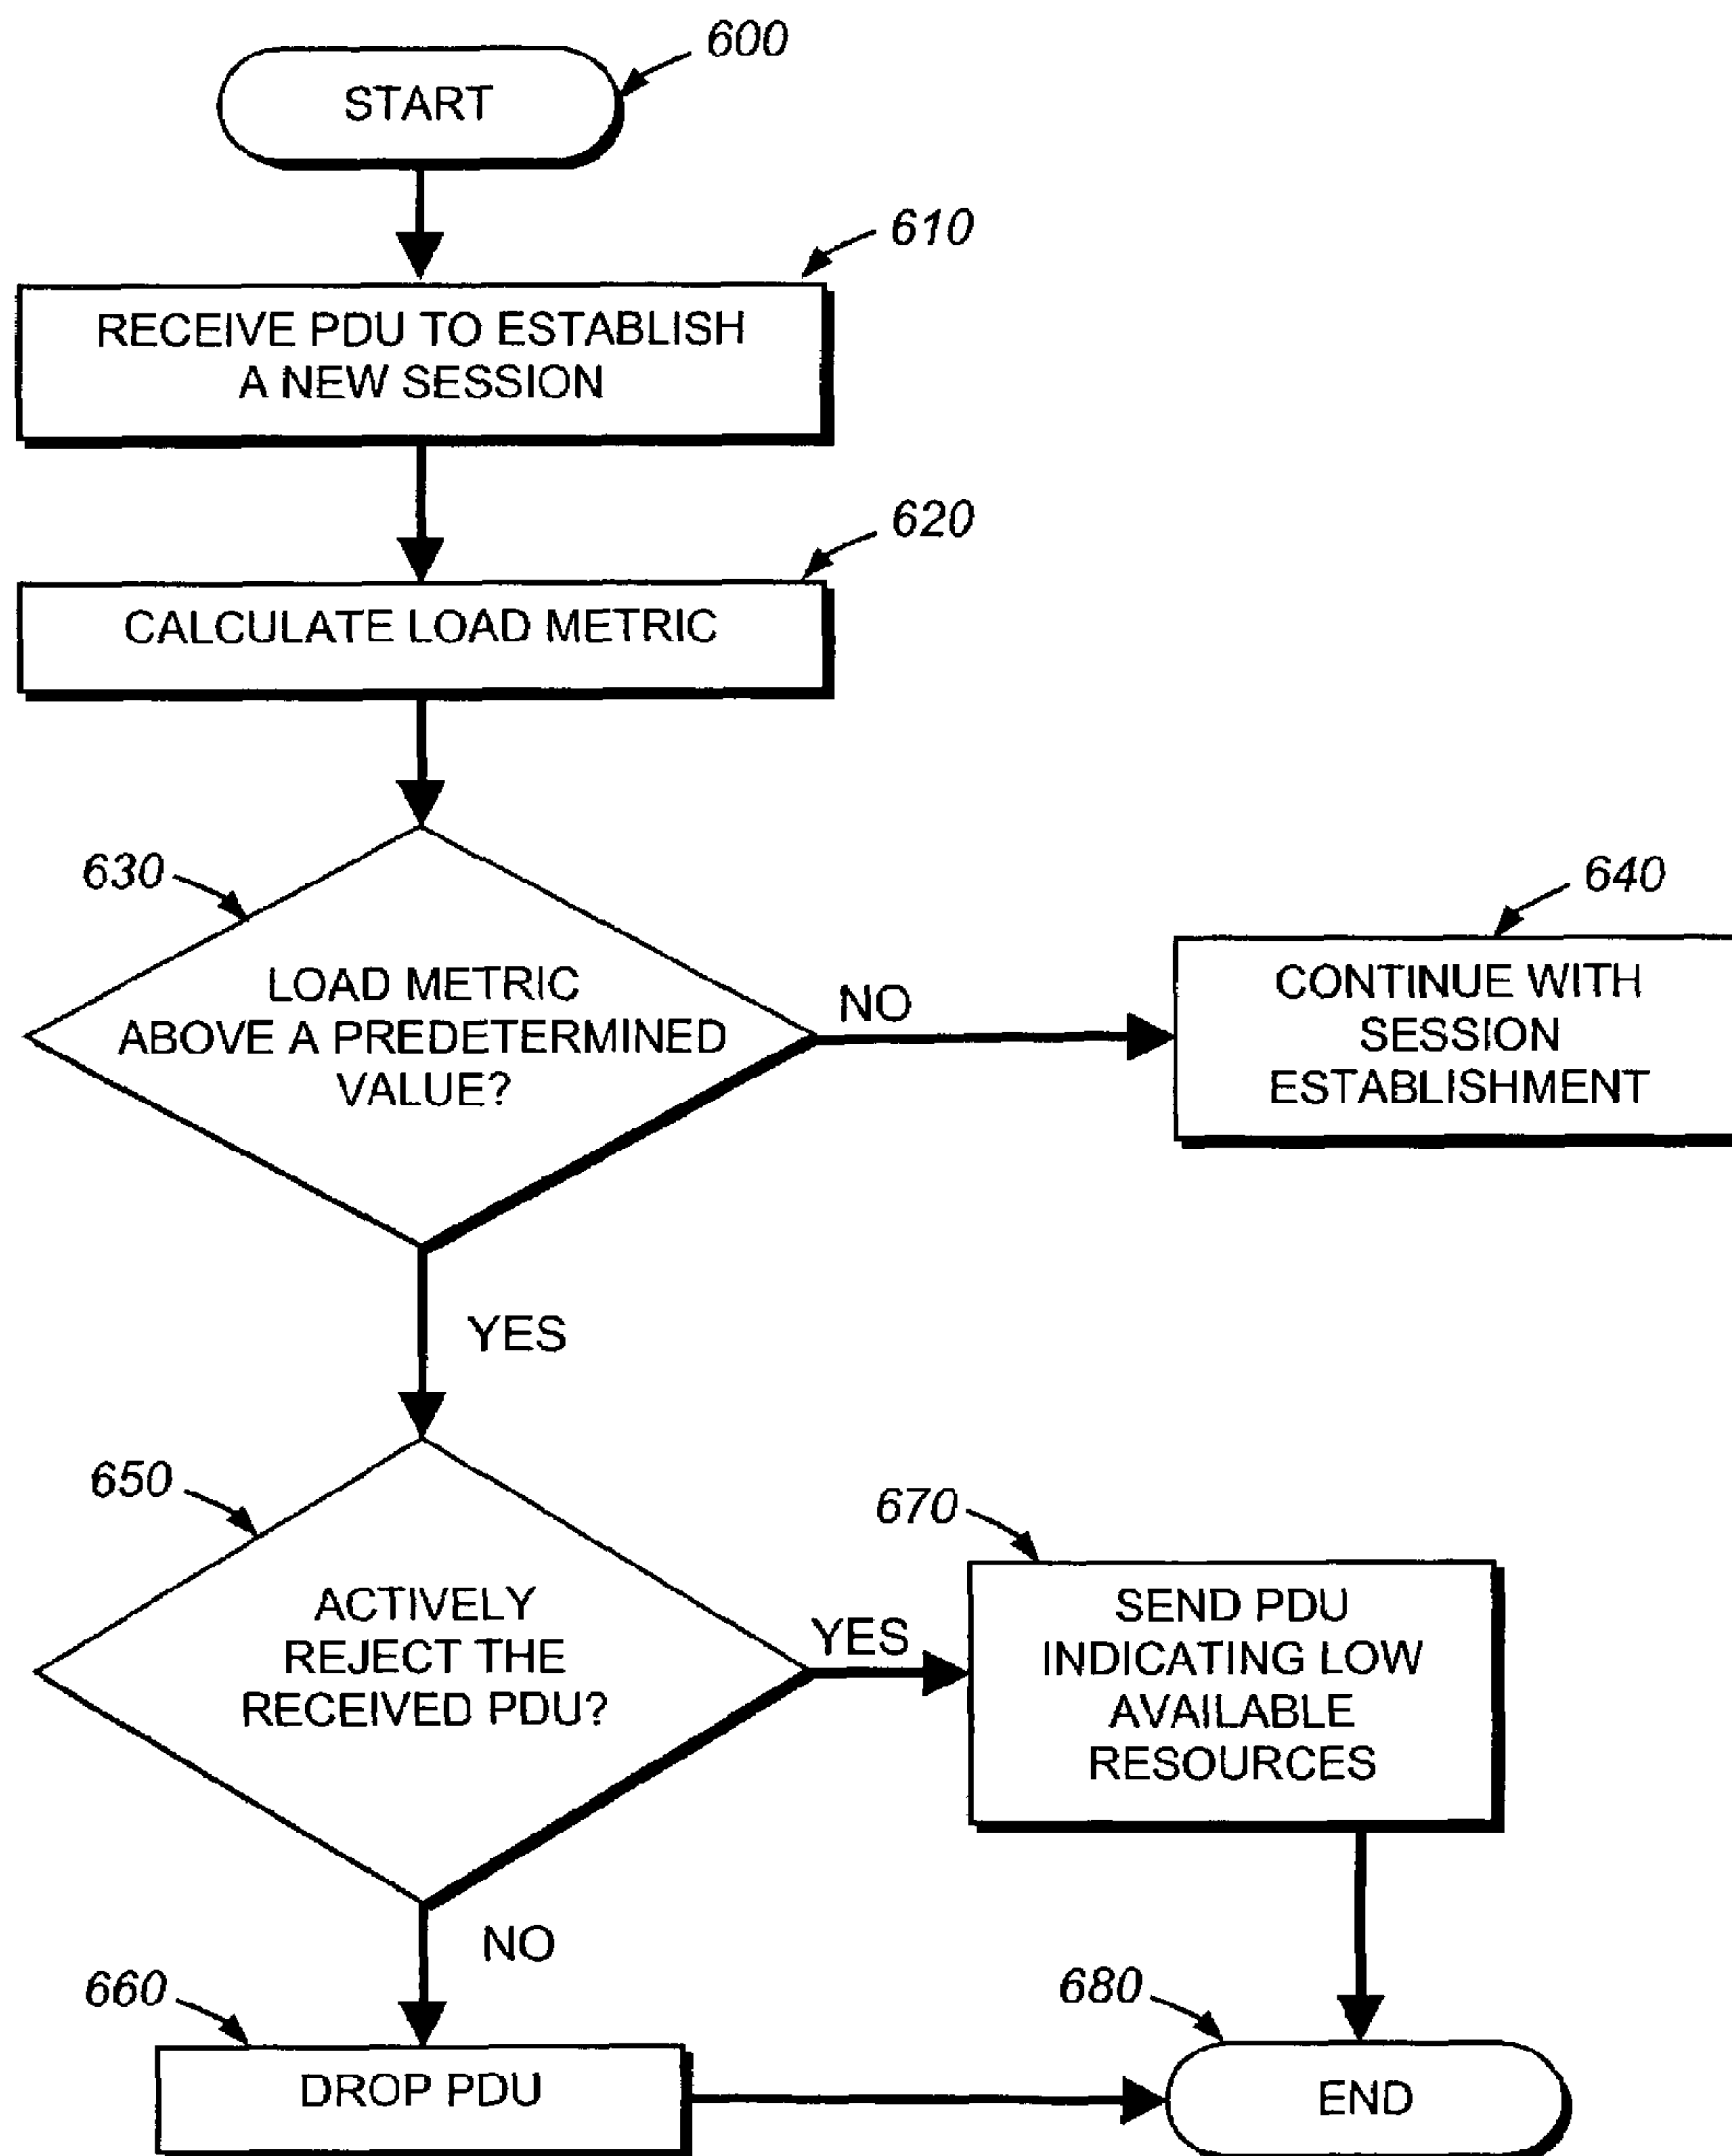 600
START
610
RECEIVE PDU TO ESTABLISH
A NEW SESSION
620
CALCULATE LOAD METRIC
630
LOAD METRIC
ABOVE A PREDETERMINED
VALUE?
NO
640
CONTINUE WITH
SESSION
ESTABLISHMENT
YES
650
ACTIVELY
REJECT THE
RECEIVED PDU?
YES
670
SEND PDU
INDICATING LOW
AVAILABLE
RESOURCES
NO
660
DROP PDU
680
END